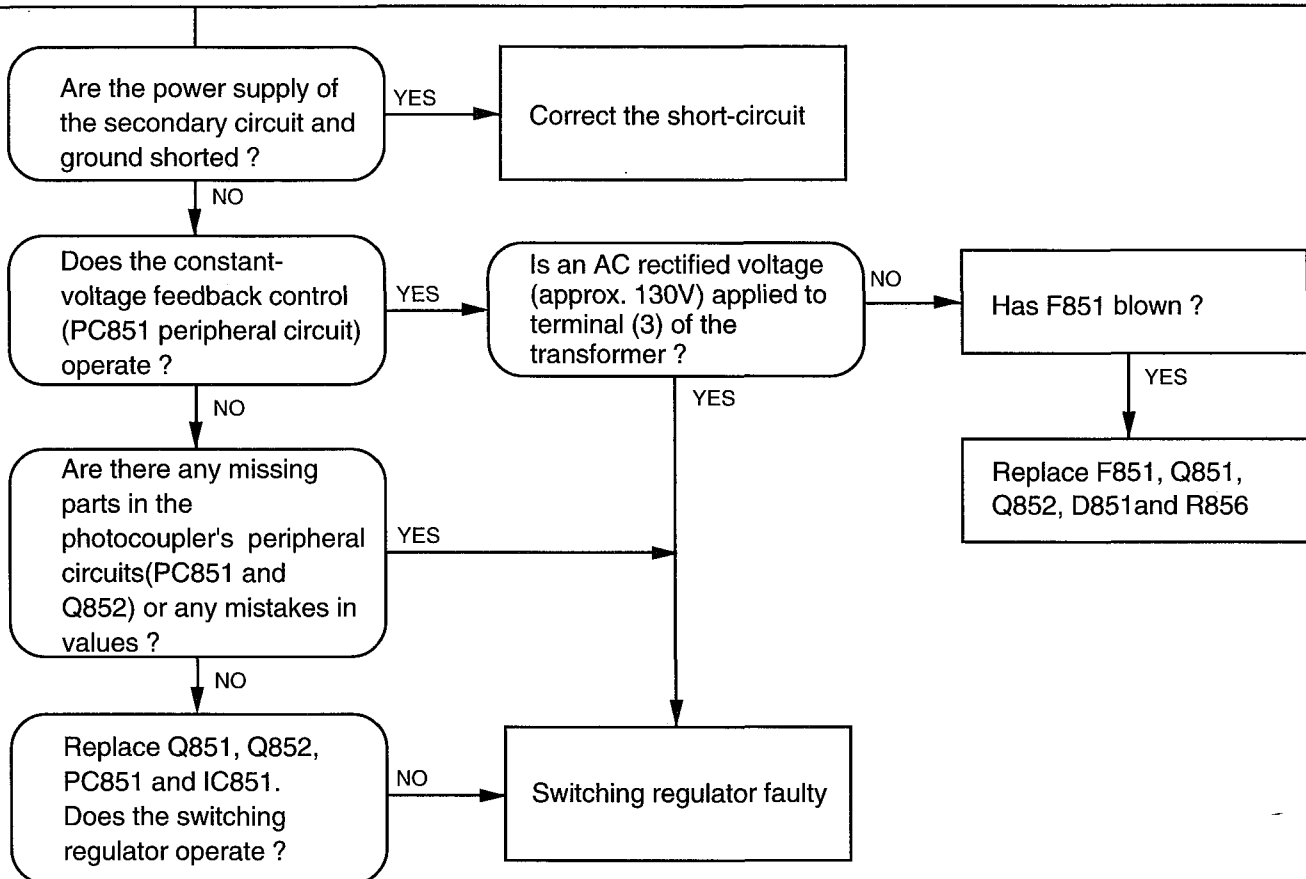 Are the power supply of
the secondary circuit and
ground shorted ?
YES
Correct the short-circuit
NO
Does the constant-
voltage feedback control
(PC851 peripheral circuit)
operate ?
YES
Is an AC rectified voltage
(approx. 130V) applied to
terminal (3) of the
transformer ?
NO
Has F851 blown ?
YES
Replace F851, Q851,
Q852, D851and R856
YES
NO
Are there any missing
parts in the
photocoupler's peripheral
circuits(PC851 and
Q852) or any mistakes in
values ?
YES
NO
Replace Q851, Q852,
PC851 and IC851.
Does the switching
regulator operate ?
NO
Switching regulator faulty